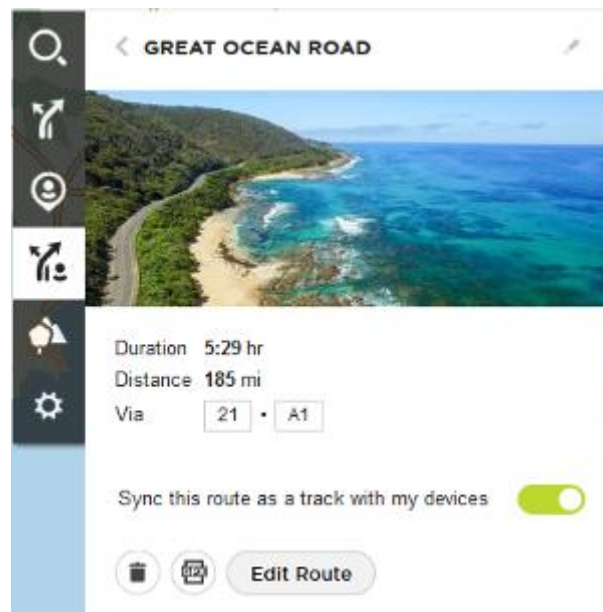 GREAT OCEAN ROAD
Duration 5:29 hr
Distance 185 mi
Via 21 • A1
Sync this route as a track with my devices
GPX Edit Route